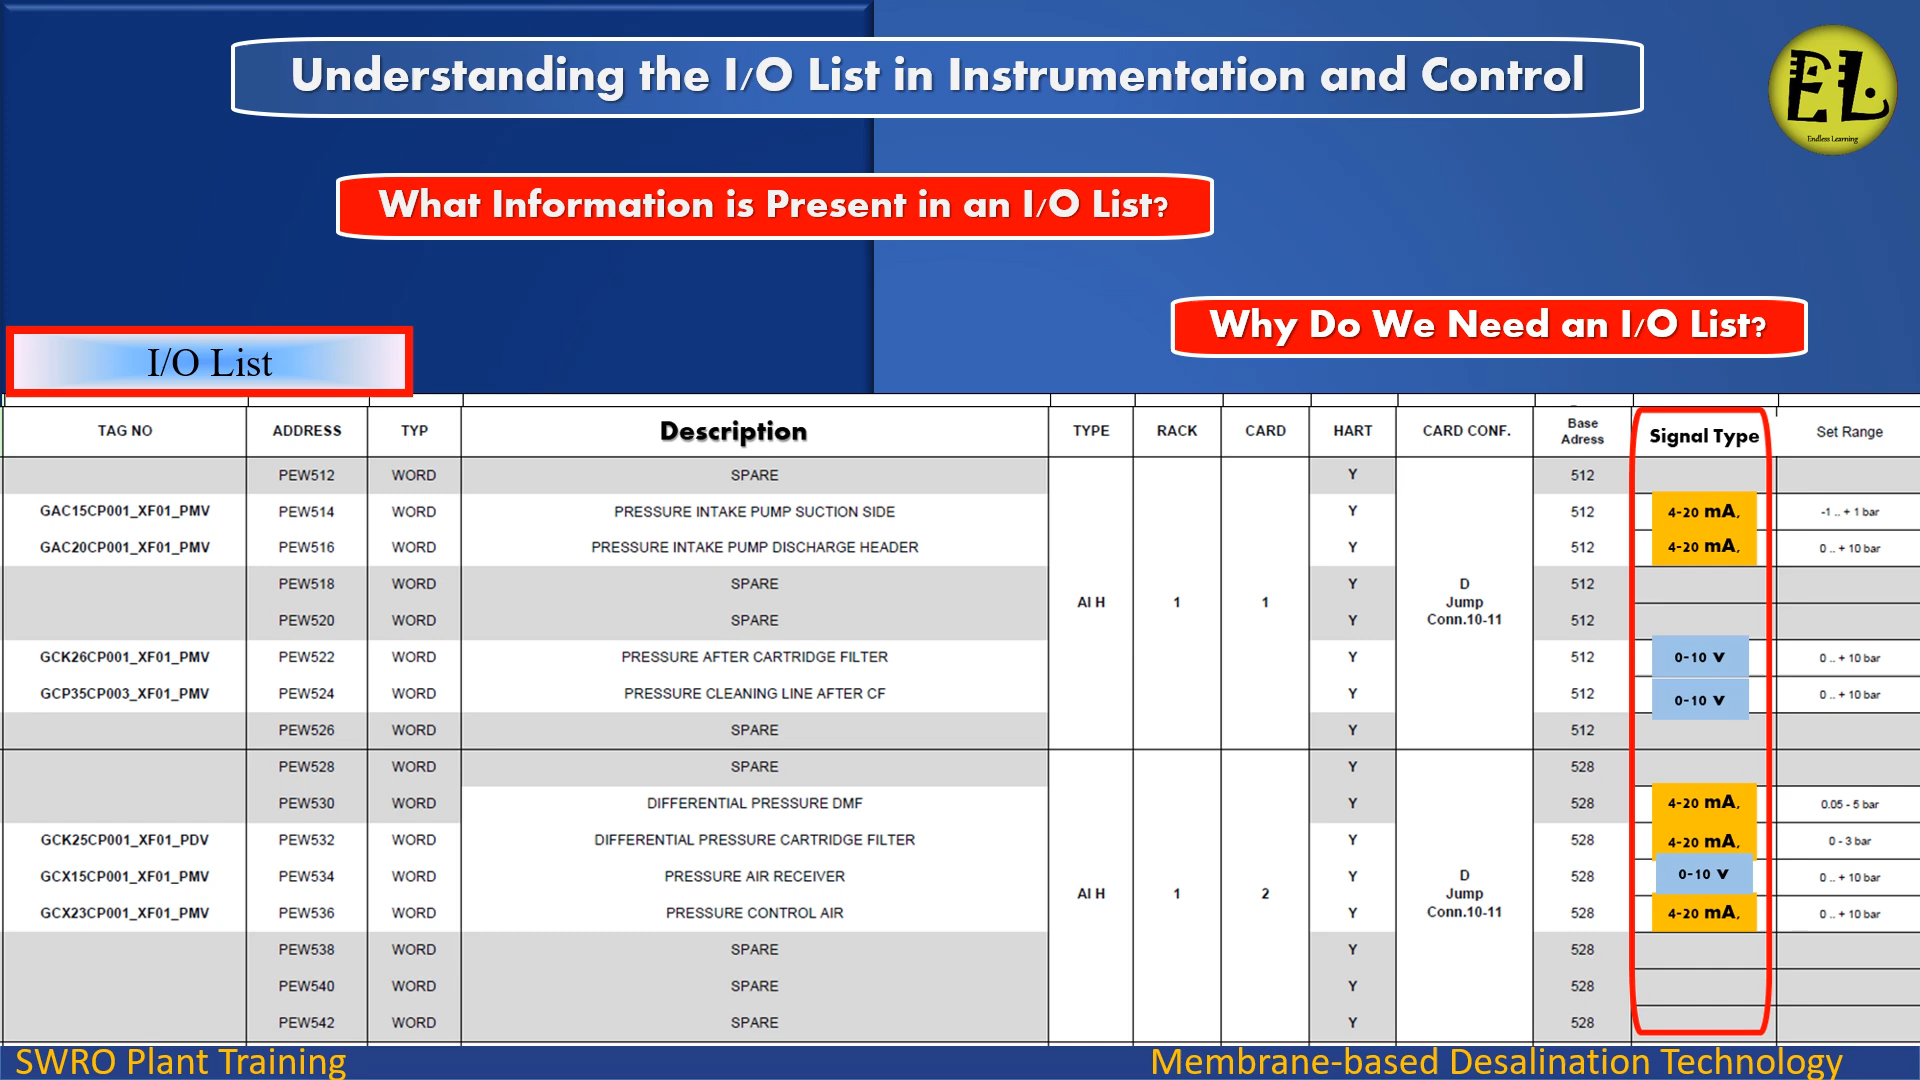 Understanding the I/O List in Instrumentation and Control
EL
Endless Learning
What Information is Present in an I/O List?
Why Do We Need an I/O List?
I/O List
TAG NO ADDRESS TYP Description TYPE RACK CARD HART CARD CONF. Base Adress Signal Type Set Range
PEW512 WORD SPARE Y 512
GAC15CP001_XF01_PMV PEW514 WORD PRESSURE INTAKE PUMP SUCTION SIDE Y 512 4-20 mA, -1 .. + 1 bar
GAC20CP001_XF01_PMV PEW516 WORD PRESSURE INTAKE PUMP DISCHARGE HEADER Y 512 4-20 mA, 0 .. + 10 bar
PEW518 WORD SPARE Y 512
AI H 1 1 D Jump Conn.10-11
PEW520 WORD SPARE Y 512
GCK26CP001_XF01_PMV PEW522 WORD PRESSURE AFTER CARTRIDGE FILTER Y 512 0-10 V 0 .. + 10 bar
GCP35CP003_XF01_PMV PEW524 WORD PRESSURE CLEANING LINE AFTER CF Y 512 0-10 V 0 .. + 10 bar
PEW526 WORD SPARE Y 512
PEW528 WORD SPARE Y 528
PEW530 WORD DIFFERENTIAL PRESSURE DMF Y 528 4-20 mA, 0.05 - 5 bar
GCK25CP001_XF01_PDV PEW532 WORD DIFFERENTIAL PRESSURE CARTRIDGE FILTER Y 528 4-20 mA, 0 - 3 bar
GCX15CP001_XF01_PMV PEW534 WORD PRESSURE AIR RECEIVER Y 528 0-10 V 0 .. + 10 bar
AI H 1 2 D Jump Conn.10-11
GCX23CP001_XF01_PMV PEW536 WORD PRESSURE CONTROL AIR Y 528 4-20 mA, 0 .. + 10 bar
PEW538 WORD SPARE Y 528
PEW540 WORD SPARE Y 528
PEW542 WORD SPARE Y 528
SWRO Plant Training
Membrane-based Desalination Technology